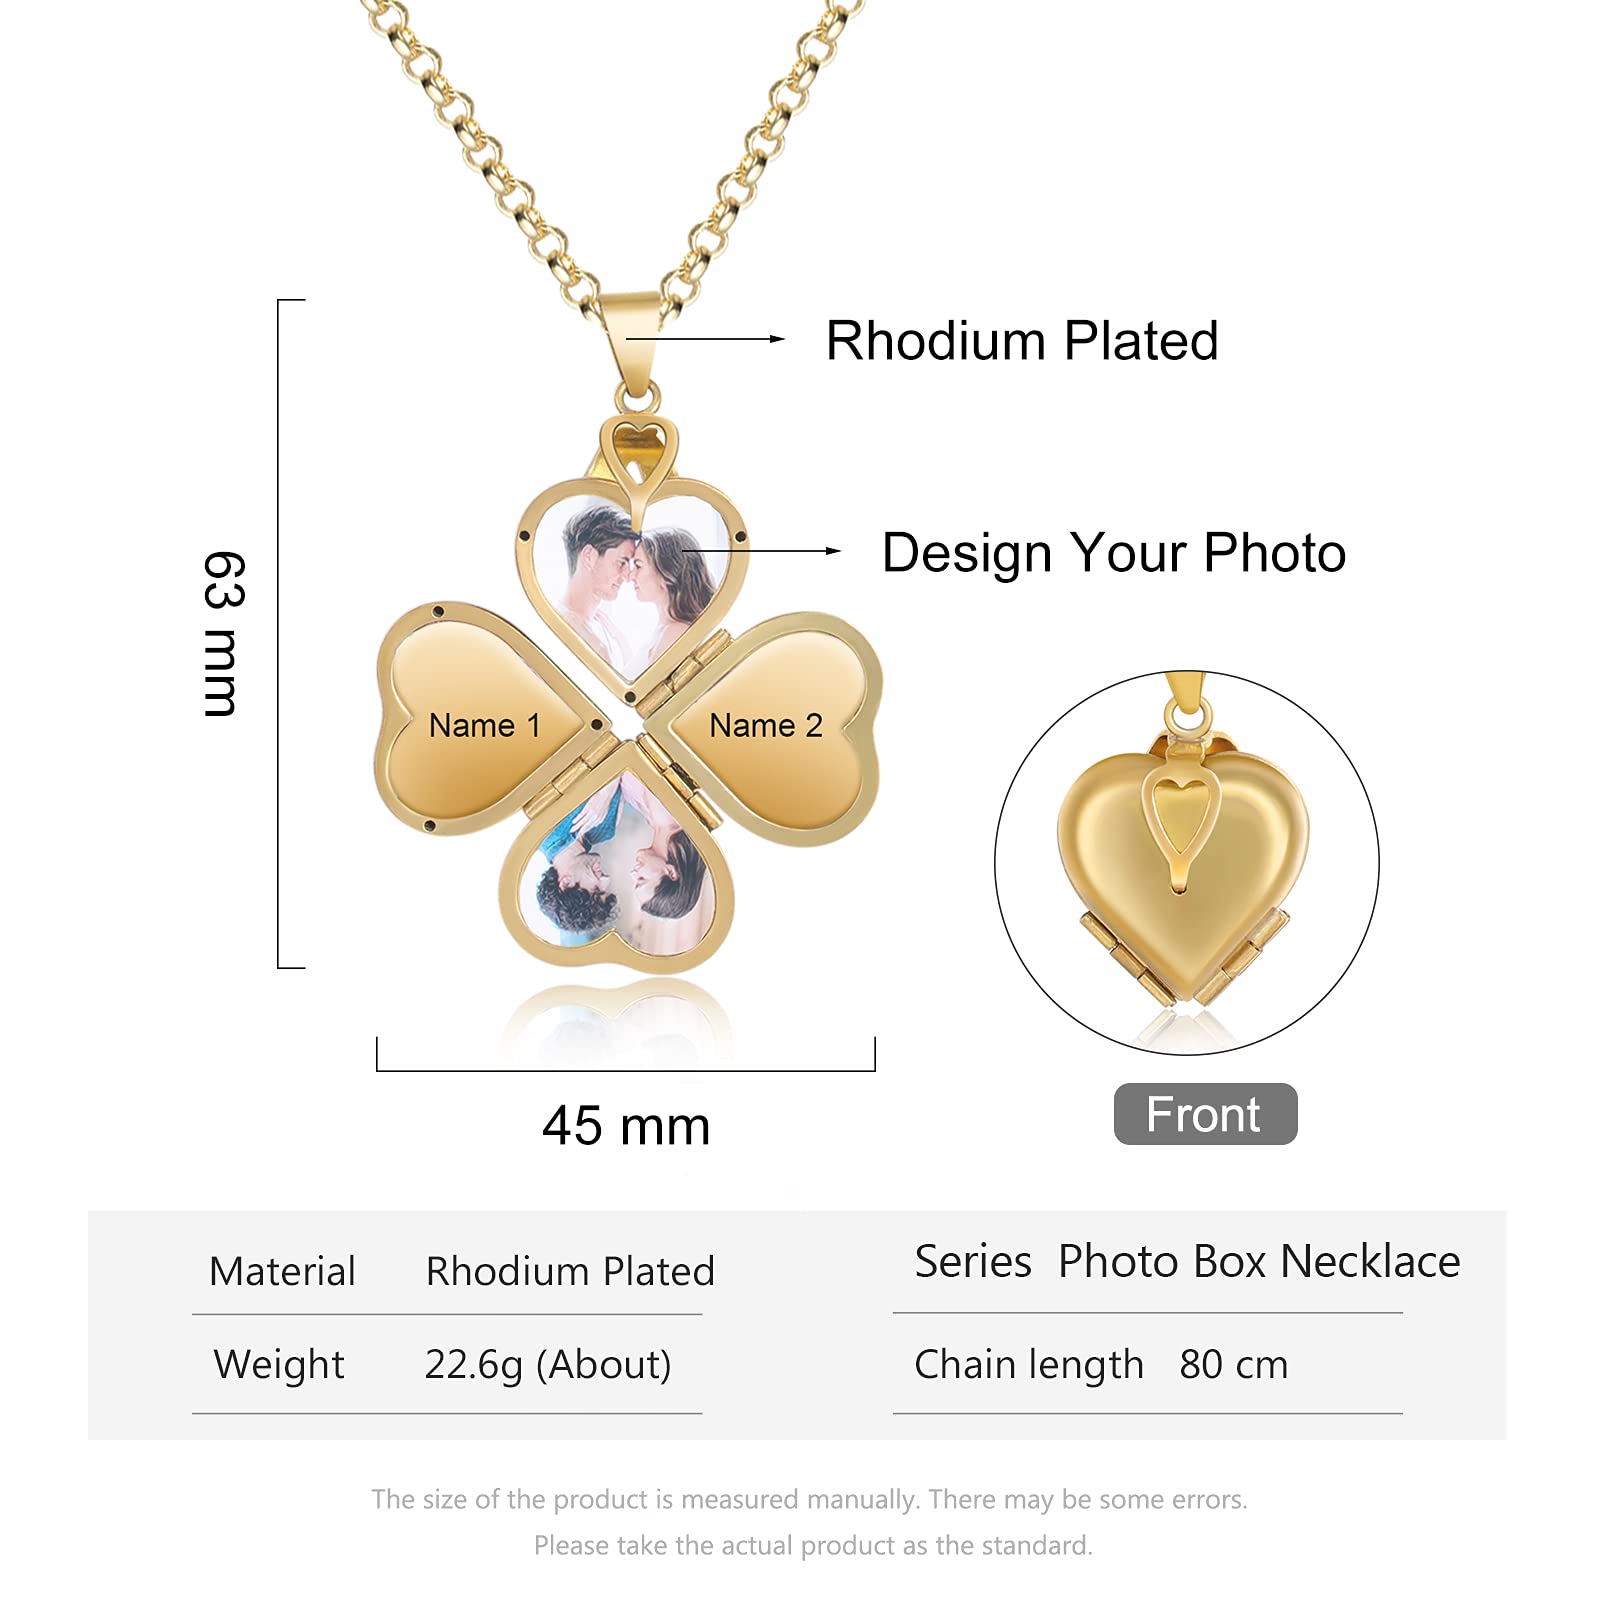 Rhodium Plated
Design Your Photo
63 mm
Name 1
Name 2
45 mm
Front
Material Rhodium Plated
Weight 22.6g (About)
Series Photo Box Necklace
Chain length 80 cm
The size of the product is measured manually. There may be some errors.
Please take the actual product as the standard.